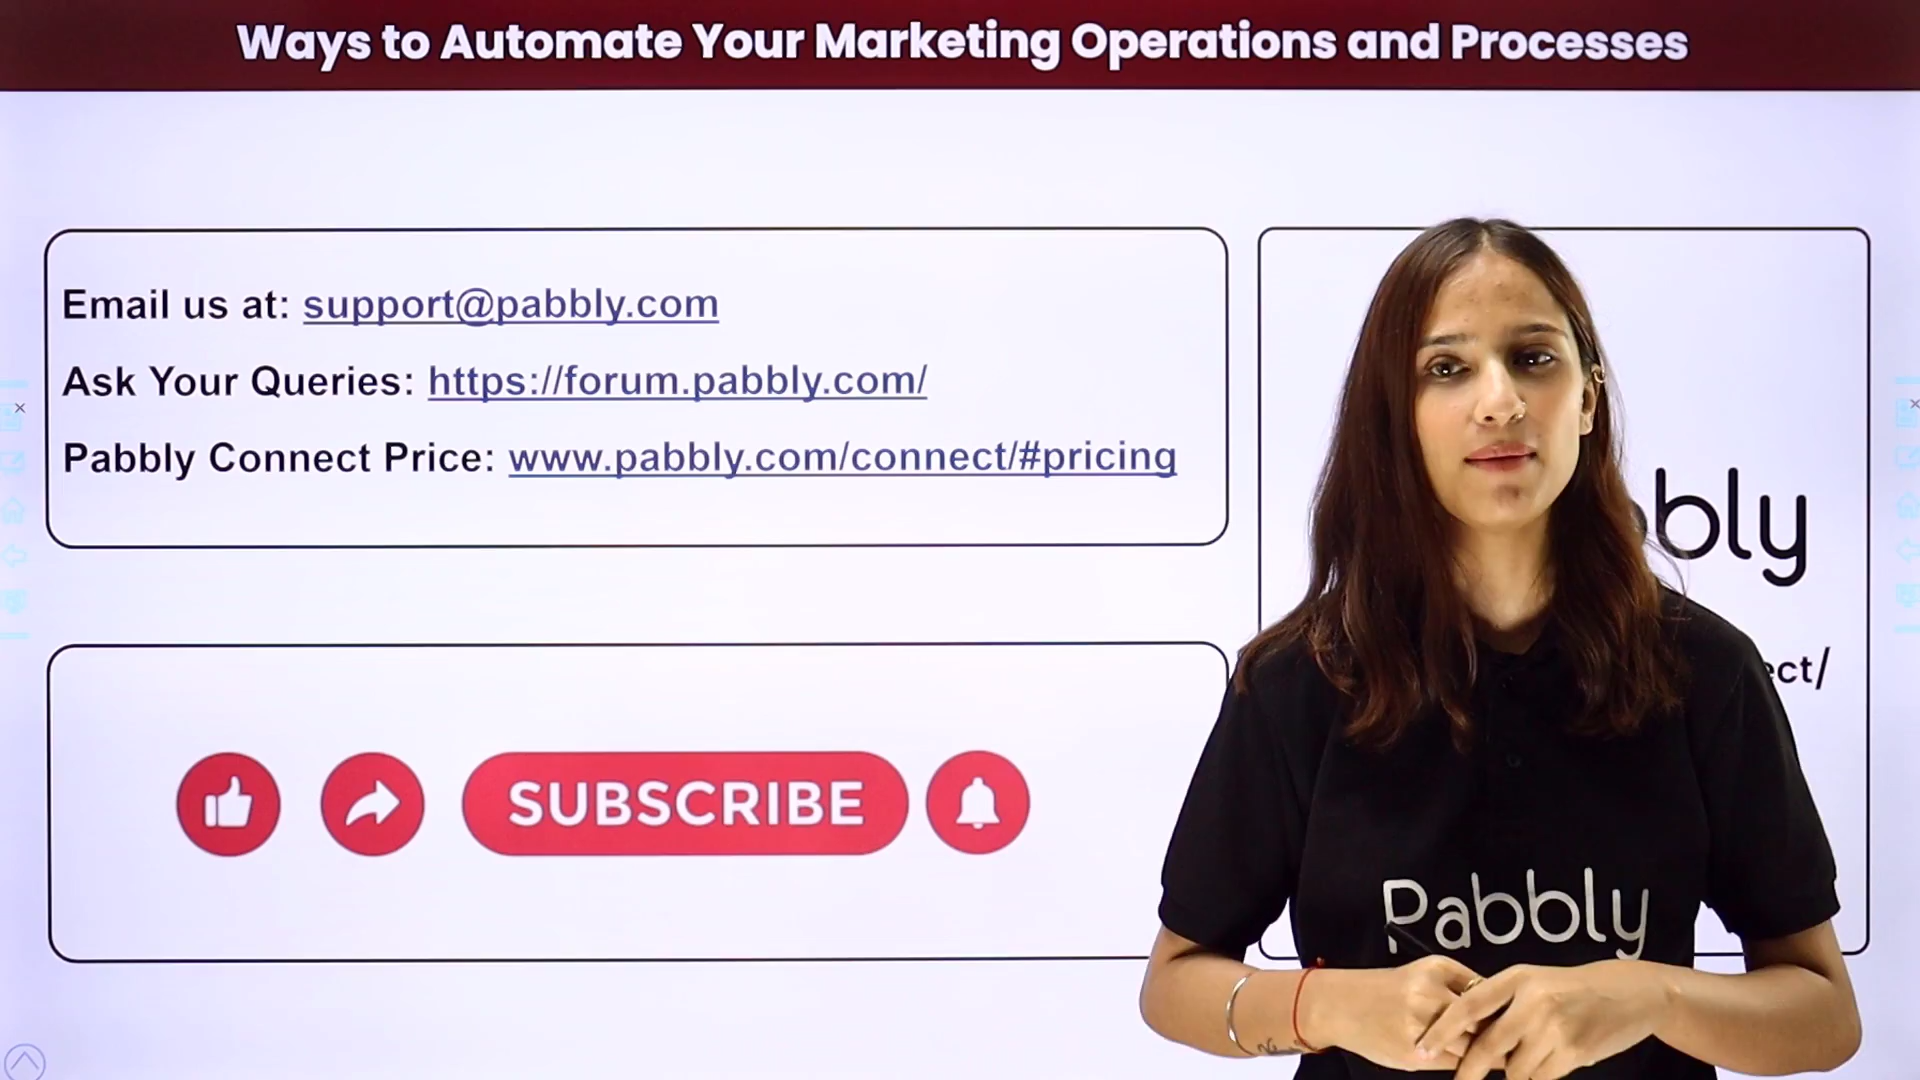 Ways to Automate Your Marketing Operations and Processes
Email us at: support@pabbly.com
Ask Your Queries: https://forum.pabbly.com/
Pabbly Connect Price: www.pabbly.com/connect/#pricing
bly
ect/
SUBSCRIBE
Pabbly